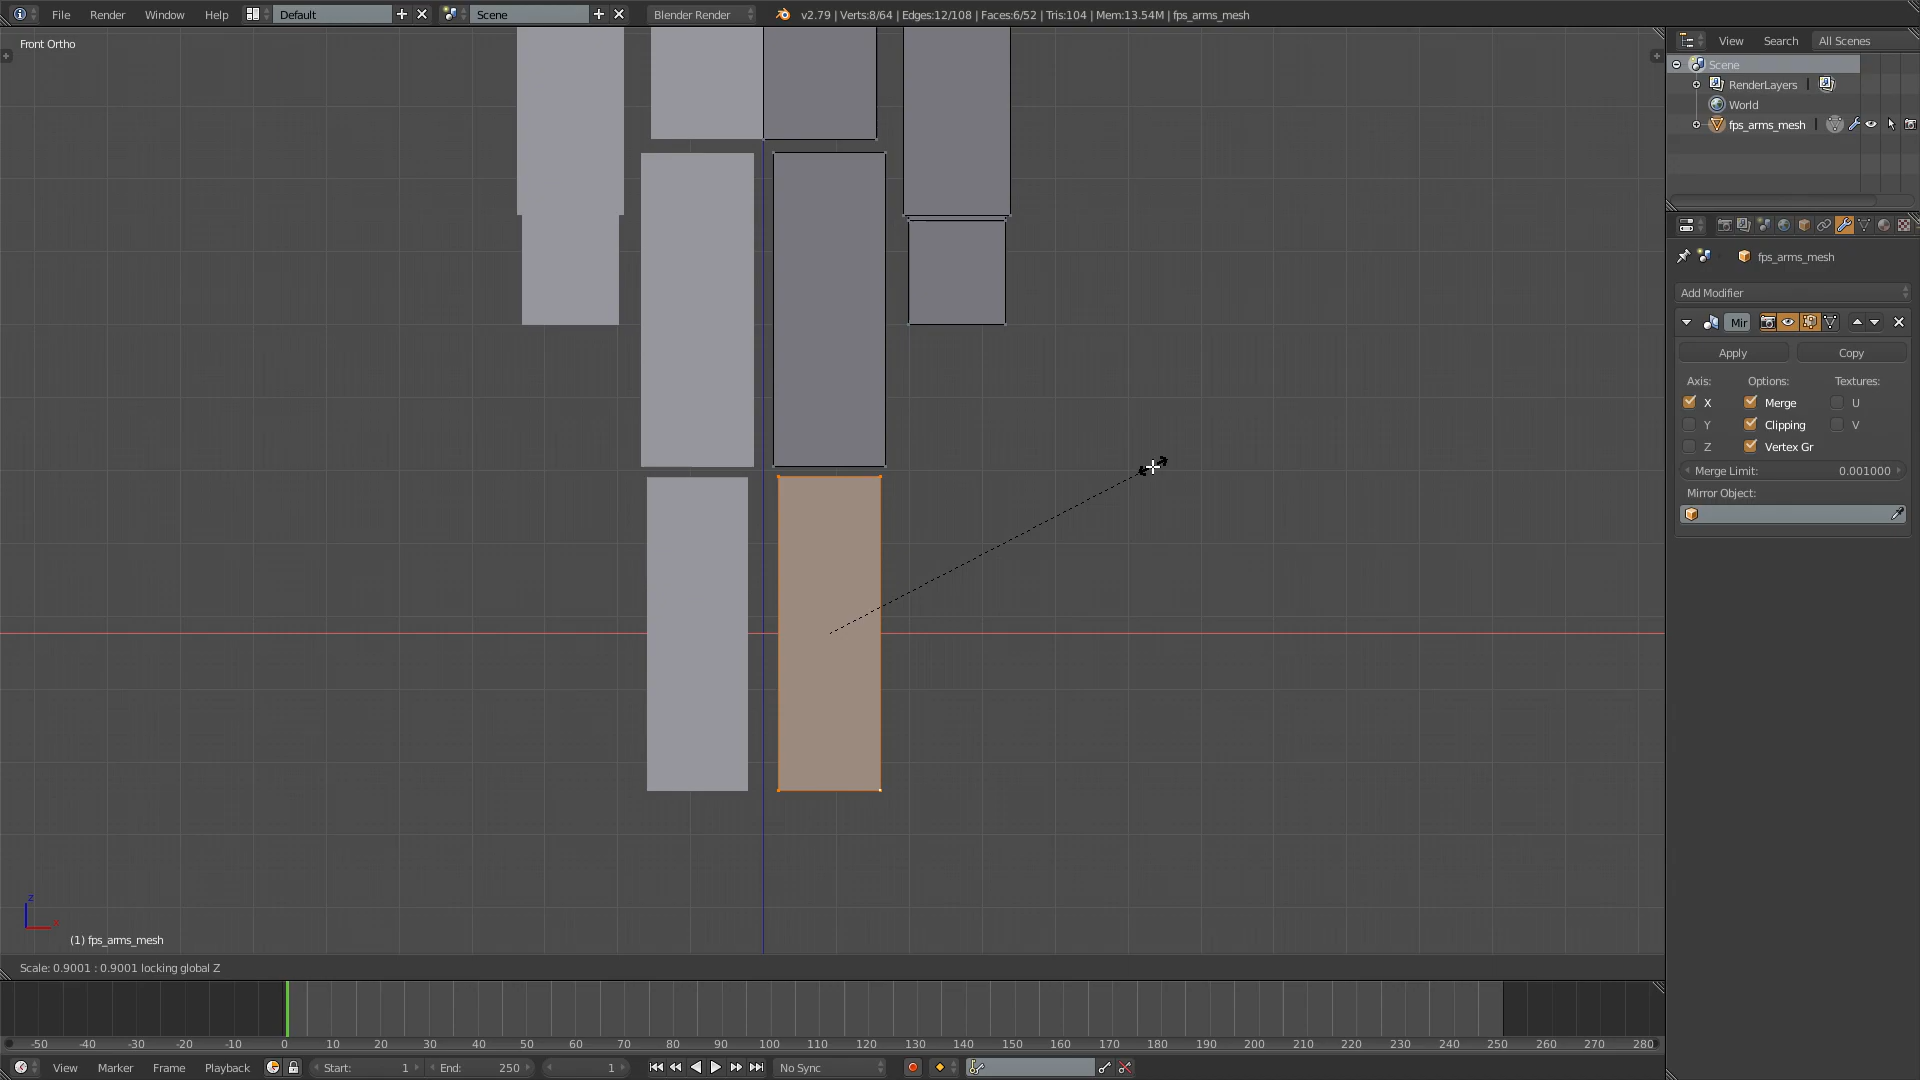 File Render Window Help Default Scene Blender Render v2.79 | Verts:8/64 | Edges:12/108 | Faces:6/52 | Tris:104 | Mem:13.54M | fps_arms_mesh
Front Ortho
View Search All Scenes
Scene
RenderLayers |
World
fps_arms_mesh |
fps_arms_mesh
Add Modifier
Mir
Apply Copy
Axis: Options: Textures:
X Merge U
Y Clipping V
Z Vertex Gr
Merge Limit: 0.001000
Mirror Object:
z
x
(1) fps_arms_mesh
Scale: 0.9001 : 0.9001 locking global Z
-50 -40 -30 -20 -10 0 10 20 30 40 50 60 70 80 90 100 110 120 130 140 150 160 170 180 190 200 210 220 230 240 250 260 270 280
View Marker Frame Playback Start: 1 End: 250 1 No Sync